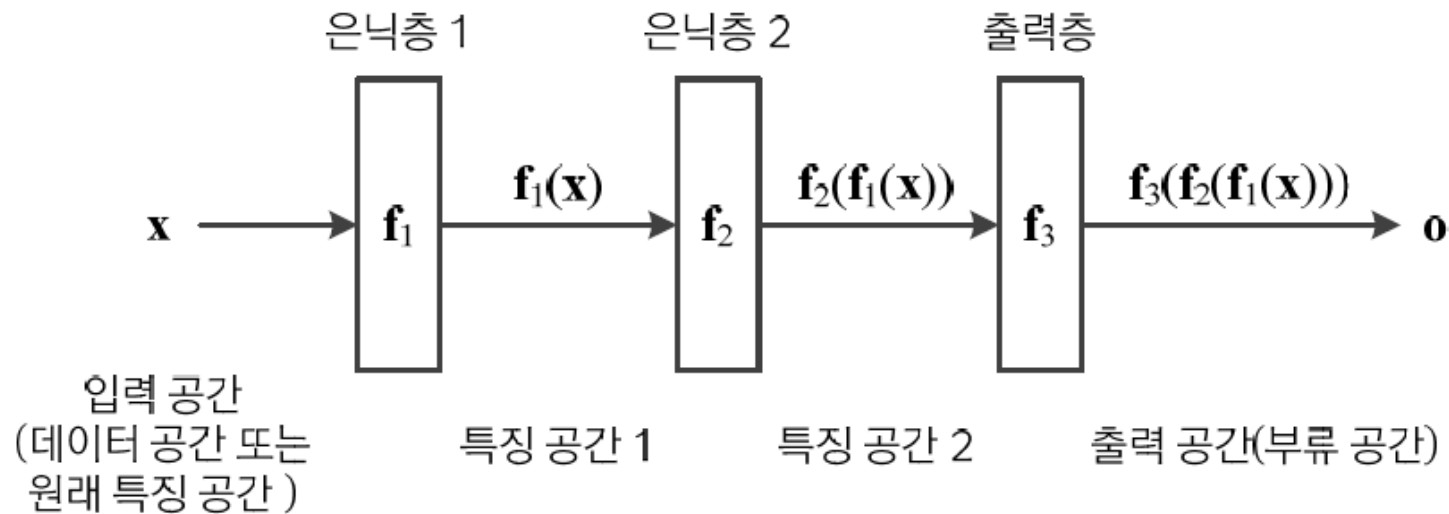 은닉층 1 은닉층 2 출력층
f₁(x) f₂(f₁(x)) f₃(f₂(f₁(x)))
x f₁ f₂ f₃ o
입력 공간
(데이터 공간 또는
원래 특징 공간 )
특징 공간 1 특징 공간 2 출력 공간(부류 공간)